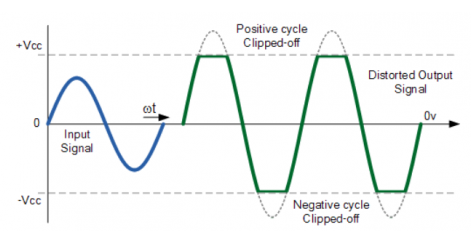 +Vcc
Positive cycle
Clipped-off
Distorted Output
Signal
ωt
0v
0
Input
Signal
-Vcc
Negative cycle
Clipped-off